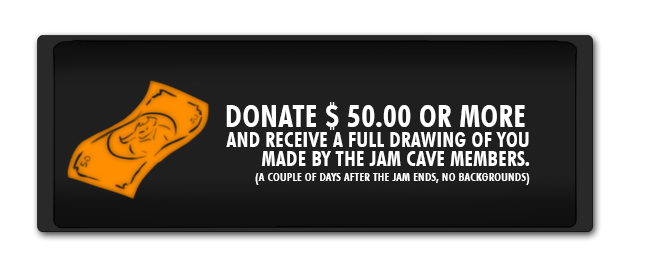 DONATE $ 50.00 OR MORE
AND RECEIVE A FULL DRAWING OF YOU
MADE BY THE JAM CAVE MEMBERS.
(A COUPLE OF DAYS AFTER THE JAM ENDS, NO BACKGROUNDS)
50